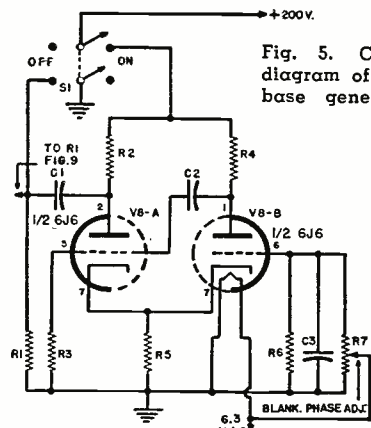 +200V.
OFF
ON
S1
Fig. 5. C
diagram of
base gene
R2
R4
TO R1
FIG. 9
C1
C2
2
V8-A
1
V8-B
1/2 6J6
1/2 6J6
5
6
7
7
R1
R3
R5
R6
C3
R7
BLANK. PHASE ADJ.
6.3